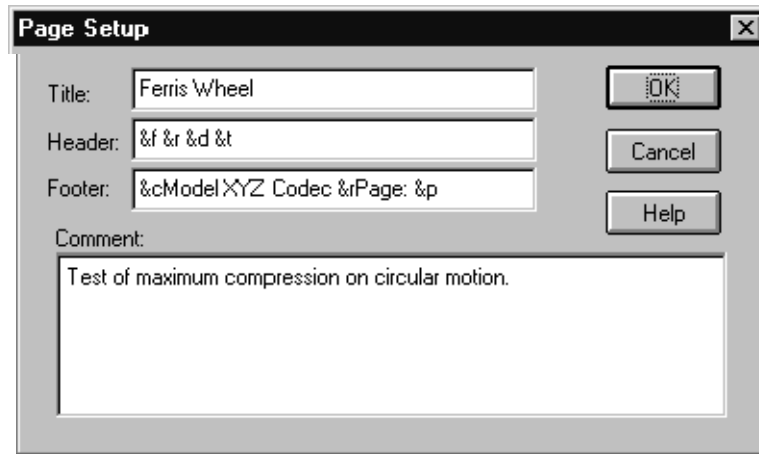 Page Setup
Title: Ferris Wheel
OK
Header: &f &r &d &t
Cancel
Footer: &cModel XYZ Codec &rPage: &p
Help
Comment:
Test of maximum compression on circular motion.